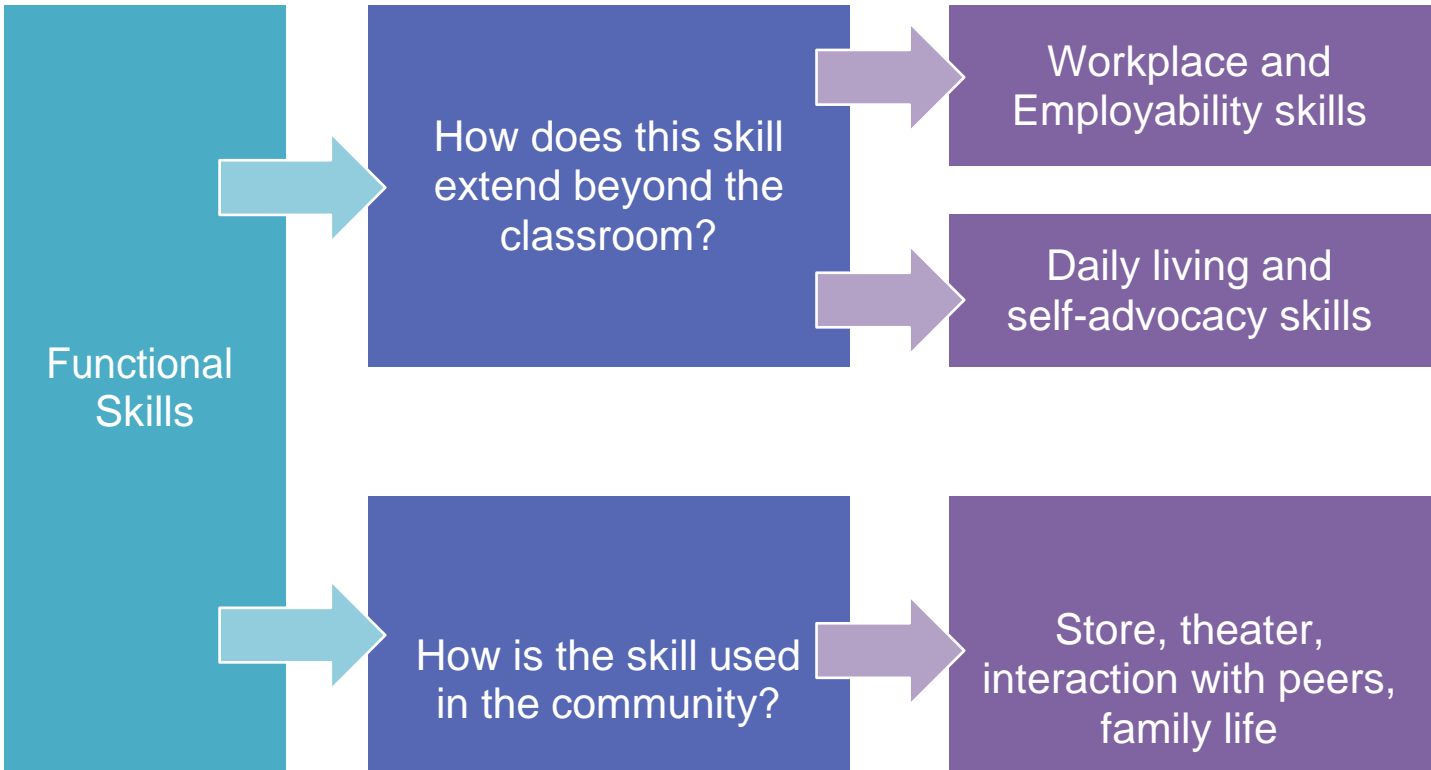 Functional
Skills
How does this skill
extend beyond the
classroom?
Workplace and
Employability skills
Daily living and
self-advocacy skills
How is the skill used
in the community?
Store, theater,
interaction with peers,
family life